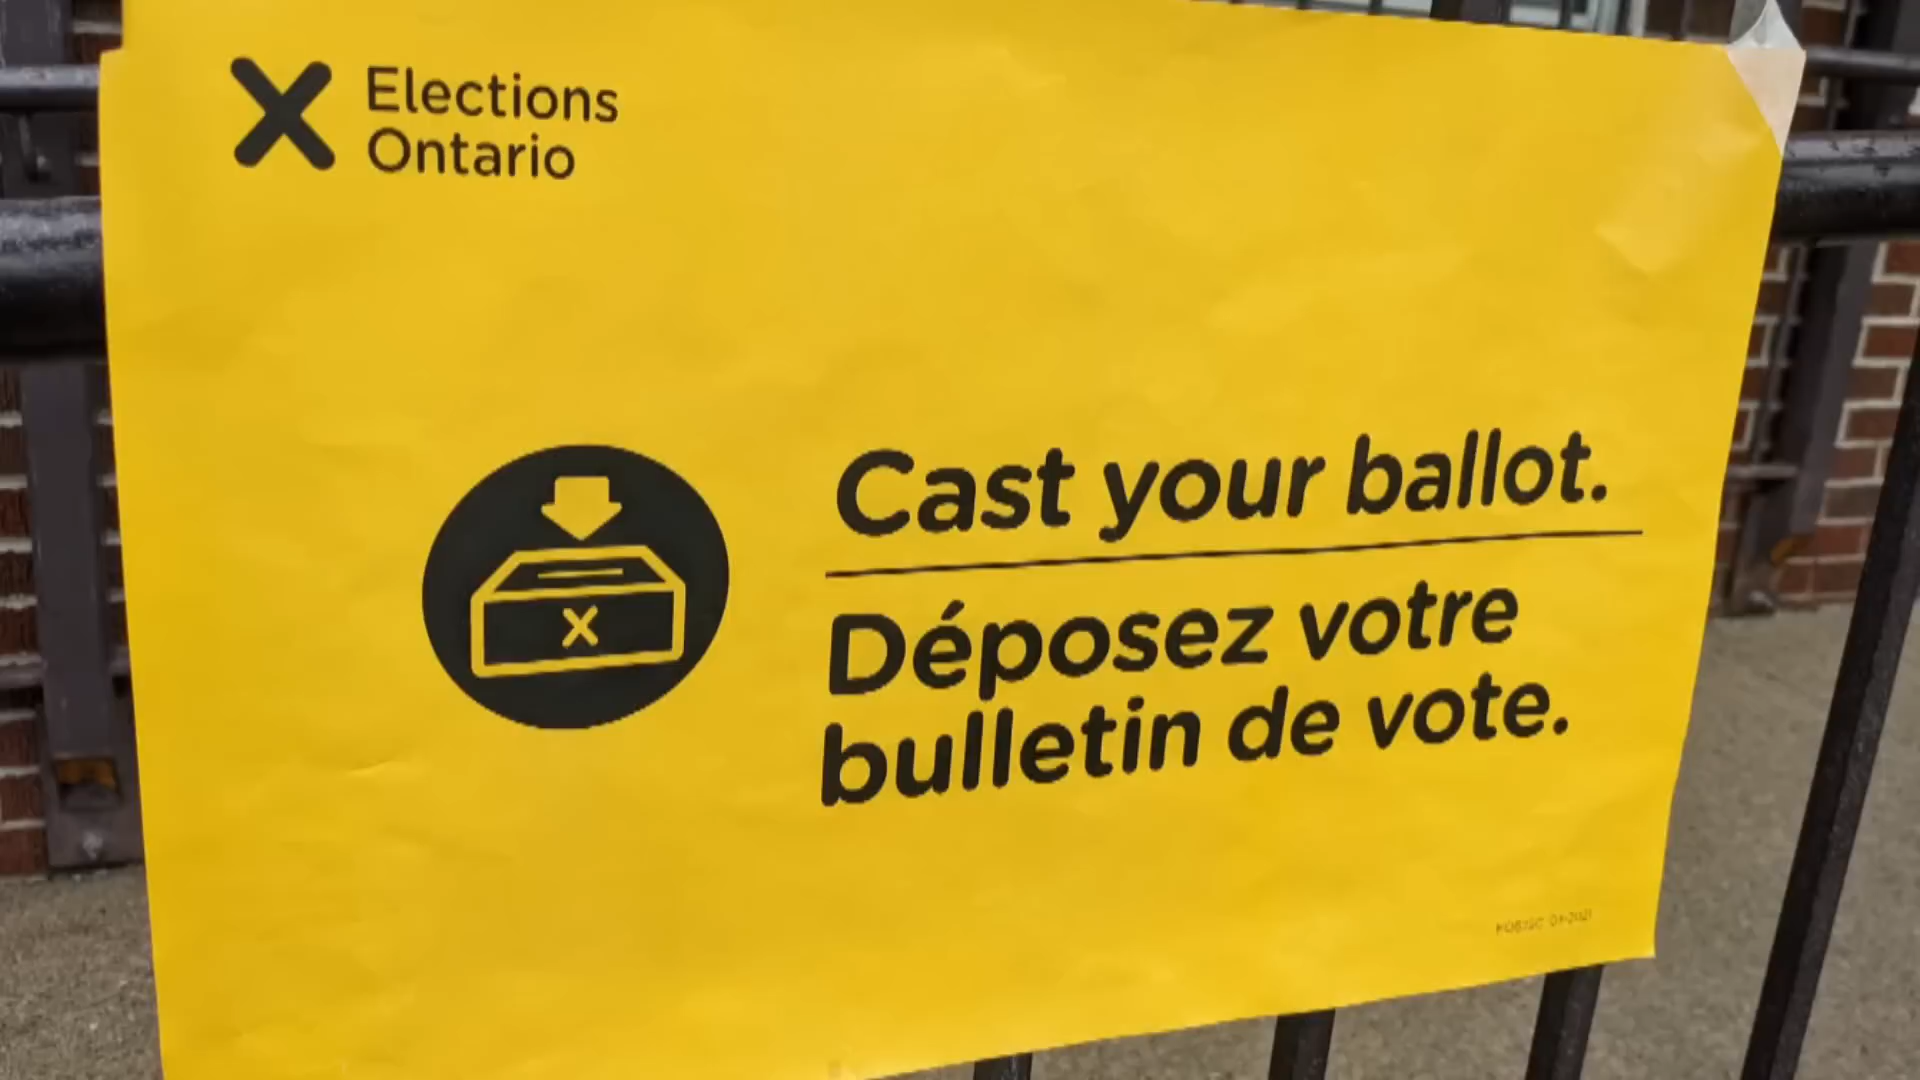 Elections
Ontario
Cast your ballot.
Déposez votre
bulletin de vote.
X